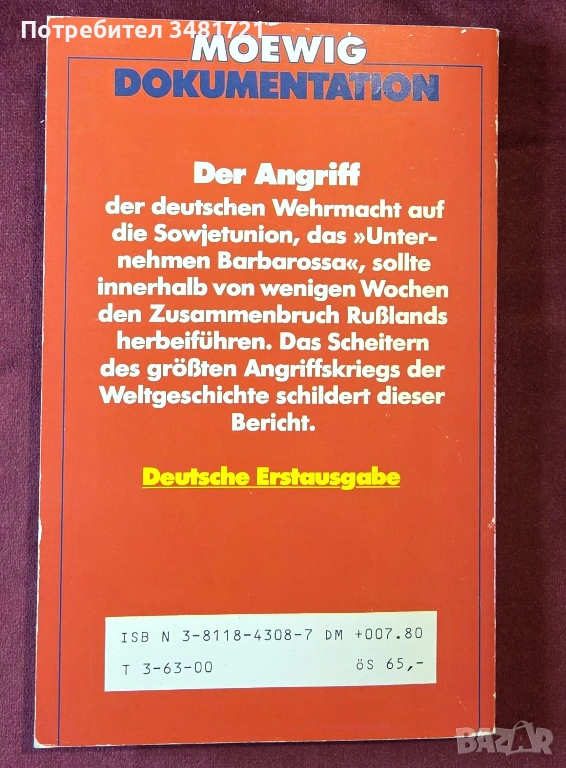 Потребител 3481721
MOEWIG
DOKUMENTATION
Der Angriff
der deutschen Wehrmacht auf
die Sowjetunion, das »Unter-
nehmen Barbarossa«, sollte
innerhalb von wenigen Wochen
den Zusammenbruch Rußlands
herbeiführen. Das Scheitern
des größten Angriffskriegs der
Weltgeschichte schildert dieser
Bericht.
Deutsche Erstausgabe
ISB N 3-8118-4308-7 DM +007.80
T 3-63-00 öS 65,-
BAZAR